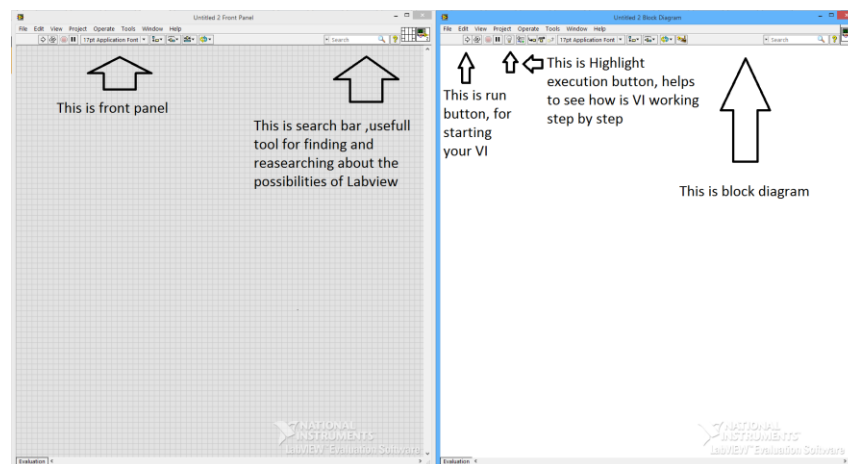 Untitled 2 Front Panel
File Edit View Project Operate Tools Window Help
17pt Application Font
Search
This is front panel
This is search bar ,usefull
tool for finding and
reasearching about the
possibilities of Labview
NATIONAL
INSTRUMENTS
LabVIEW Evaluation Software
Evaluation
Untitled 2 Block Diagram
File Edit View Project Operate Tools Window Help
17pt Application Font
Search
This is run
button, for
starting
your VI
This is Highlight
execution button, helps
to see how is VI working
step by step
This is block diagram
NATIONAL
INSTRUMENTS
LabVIEW Evaluation Software
Evaluation